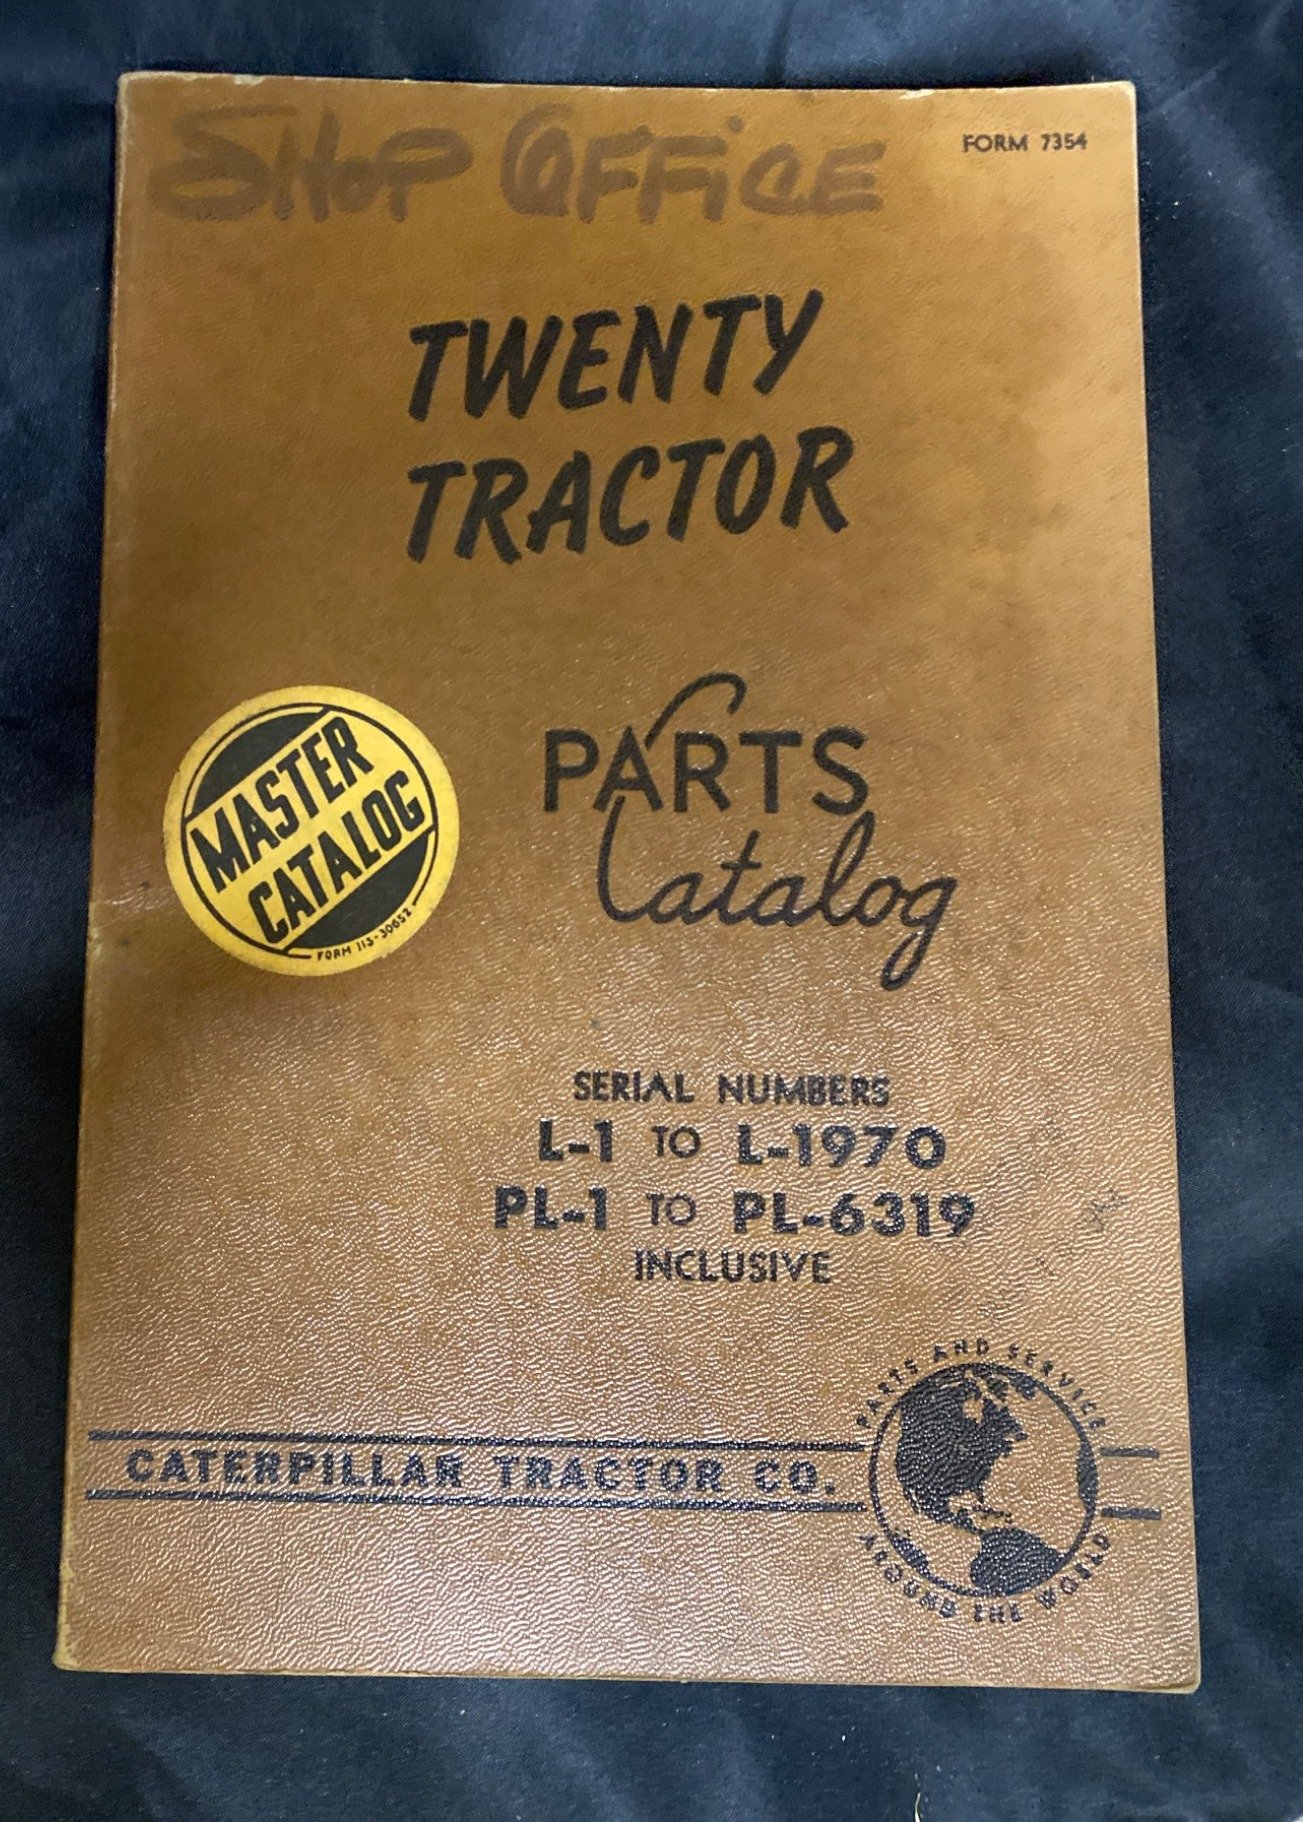 SHOP OFFICE
FORM 7354
TWENTY
TRACTOR
MASTER
CATALOG
FORM 113-30652
PARTS
Catalog
SERIAL NUMBERS
L-1 TO L-1970
PL-1 TO PL-6319
INCLUSIVE
CATERPILLAR TRACTOR CO.
PARTS AND SERVICE
AROUND THE WORLD